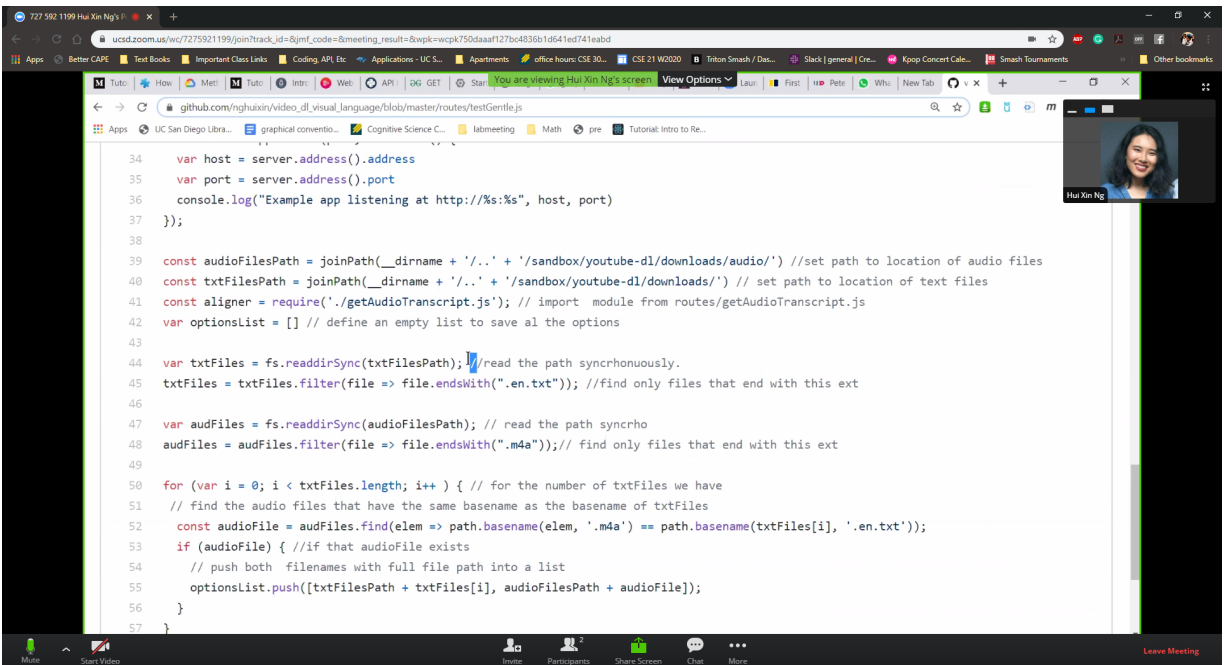 727 592 1199 Hui Xin Ng's P
ucsd.zoom.us/wc/7275921199/join?track_id=&jmf_code=&meeting_result=&wpk=wcpk750daaaf127bc4836b1d641ed741eabd
Apps Better CAPE Text Books Important Class Links Coding, API, Etc Applications - UC S... Apartments office hours: CSE 30... CSE 21 W2020 Triton Smash / Das... Slack | general | Cre... Kpop Concert Cale... Smash Tournaments Other bookmarks
You are viewing Hui Xin Ng's screen View Options
Tuto How Meth Tuto Intro Web API GET Star Laun First Pete Wha New Tab
github.com/nghuixin/video_dl_visual_language/blob/master/routes/testGentle.js
Apps UC San Diego Libra... graphical conventio... Cognitive Science C... labmeeting Math pre Tutorial: Intro to Re...
34 var host = server.address().address
35 var port = server.address().port
36 console.log("Example app listening at http://%s:%s", host, port)
37 });
38
39 const audioFilesPath = joinPath(__dirname + '/..' + '/sandbox/youtube-dl/downloads/audio/') //set path to location of audio files
40 const txtFilesPath = joinPath(__dirname + '/..' + '/sandbox/youtube-dl/downloads/') // set path to location of text files
41 const aligner = require('./getAudioTranscript.js'); // import  module from routes/getAudioTranscript.js
42 var optionsList = [] // define an empty list to save al the options
43
44 var txtFiles = fs.readdirSync(txtFilesPath); //read the path syncrhonuously.
45 txtFiles = txtFiles.filter(file => file.endsWith(".en.txt")); //find only files that end with this ext
46
47 var audFiles = fs.readdirSync(audioFilesPath); // read the path syncrho
48 audFiles = audFiles.filter(file => file.endsWith(".m4a"));// find only files that end with this ext
49
50 for (var i = 0; i < txtFiles.length; i++ ) { // for the number of txtFiles we have
51 // find the audio files that have the same basename as the basename of txtFiles
52 const audioFile = audFiles.find(elem => path.basename(elem, '.m4a') == path.basename(txtFiles[i], '.en.txt'));
53 if (audioFile) { //if that audioFile exists
54 // push both  filenames with full file path into a list
55 optionsList.push([txtFilesPath + txtFiles[i], audioFilesPath + audioFile]);
56 }
57 }
Hui Xin Ng
Mute Start Video Invite Participants 2 Share Screen Chat More Leave Meeting